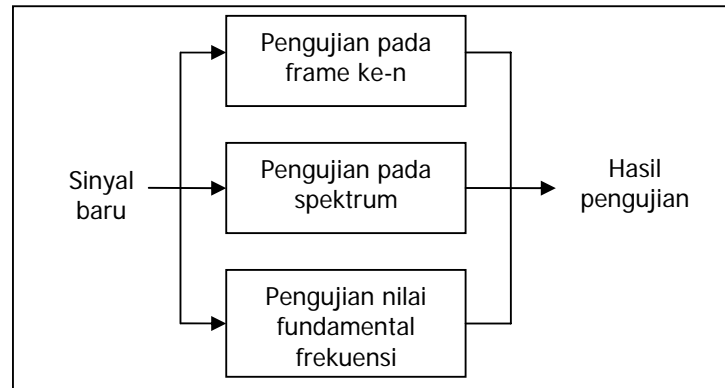 Pengujian pada
frame ke-n
Sinyal
baru
Pengujian pada
spektrum
Hasil
pengujian
Pengujian nilai
fundamental
frekuensi